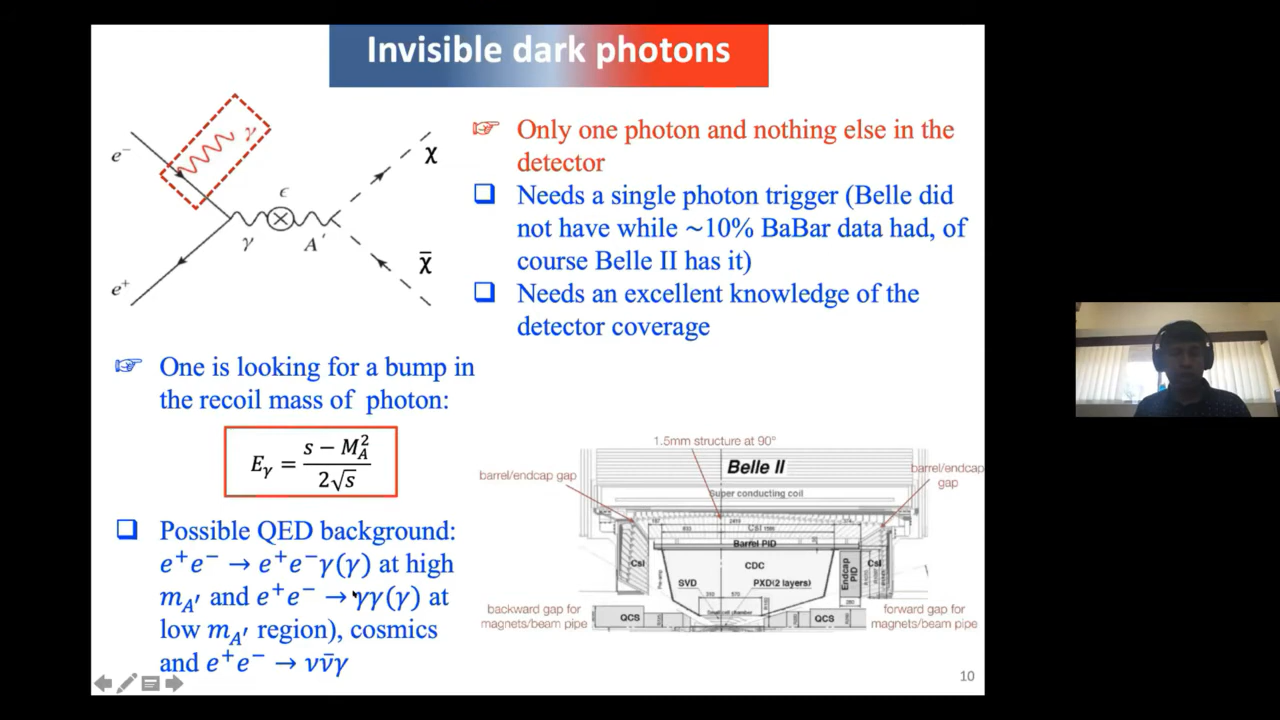 Invisible dark photons
e⁻
γ
ϵ
χ
γ
A′
χ̄
e⁺
☞ Only one photon and nothing else in the
detector
❑ Needs a single photon trigger (Belle did
not have while ~10% BaBar data had, of
course Belle II has it)
❑ Needs an excellent knowledge of the
detector coverage
☞ One is looking for a bump in
the recoil mass of photon:
E_γ = (s − M_A²) / (2√s)
❑ Possible QED background:
e⁺e⁻ → e⁺e⁻γ(γ) at high
m_A′ and e⁺e⁻ → γγ(γ) at
low m_A′ region), cosmics
and e⁺e⁻ → νν̄γ
1.5mm structure at 90°
Belle II
barrel/endcap gap
barrel/endcap
gap
Super conducting coil
CsI
Barrel PID
CsI
CDC
Endcap PID
CsI
SVD
PXD(2 layers)
QCS
QCS
backward gap for
magnets/beam pipe
forward gap for
magnets/beam pipe
10